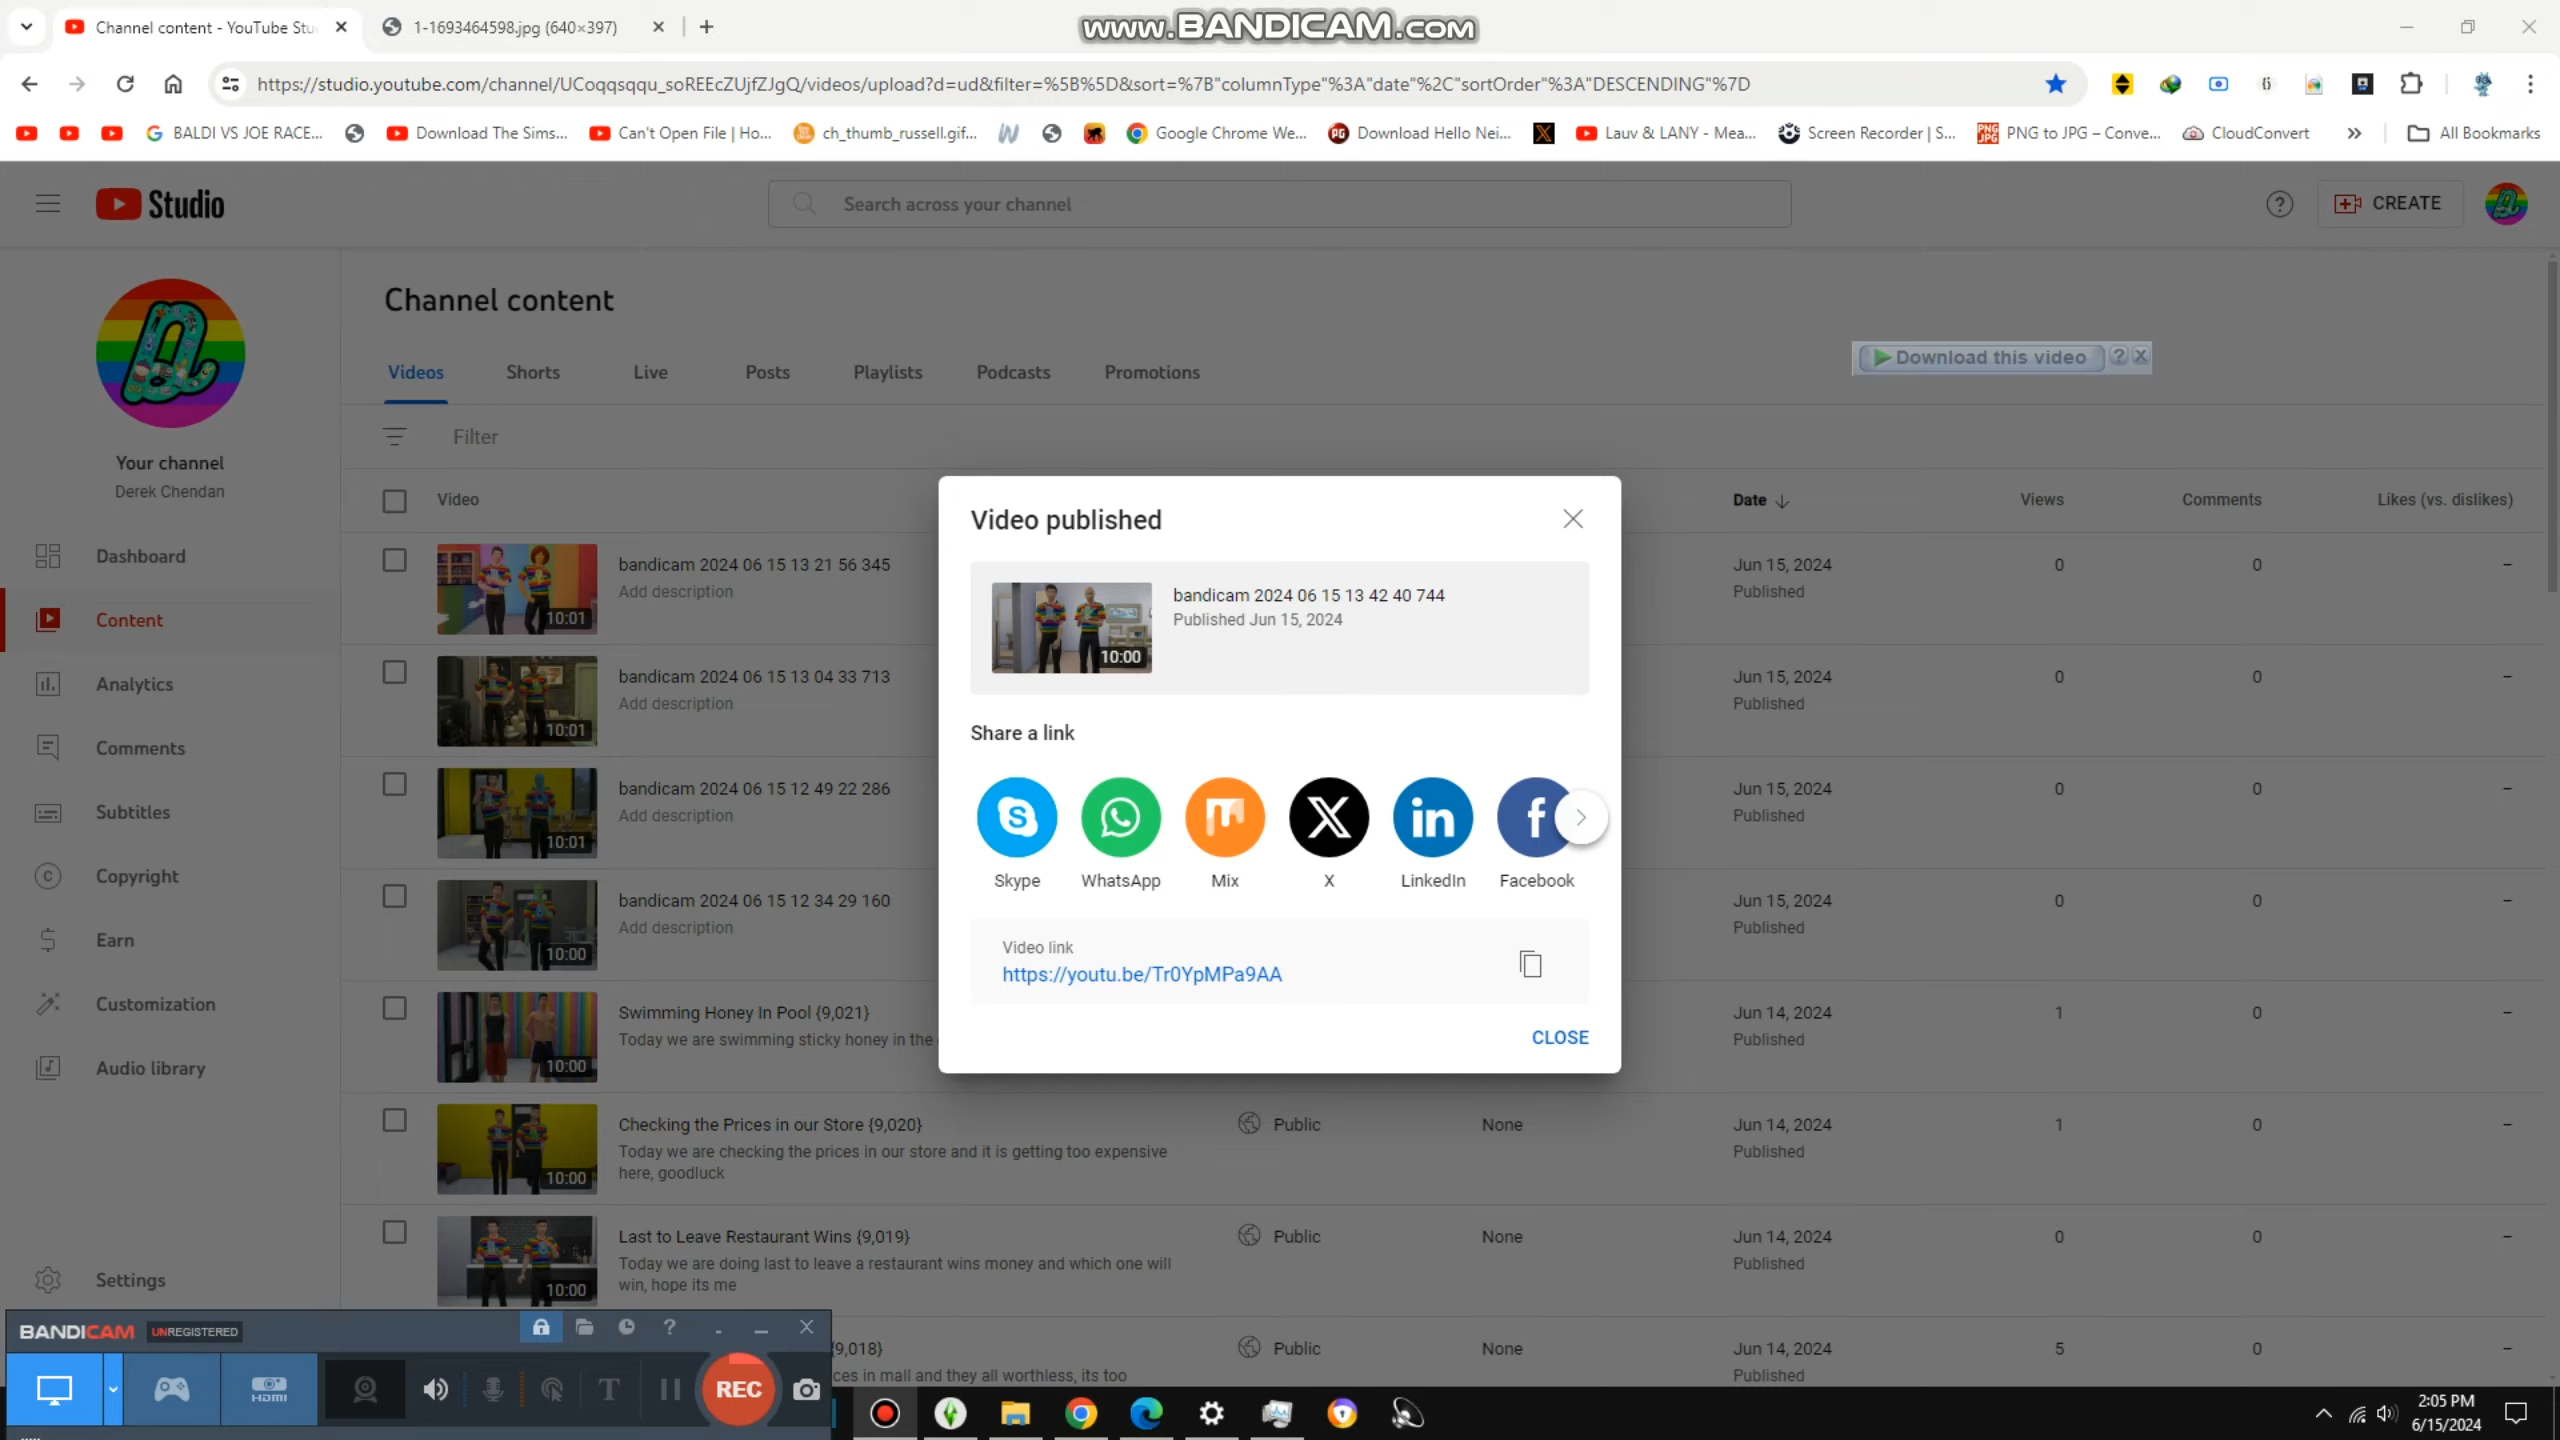 Channel content - YouTube Stu
1-1693464598.jpg (640×397)
www.BANDICAM.com
https://studio.youtube.com/channel/UCoqqsqqu_soREEcZUjfZJgQ/videos/upload?d=ud&filter=%5B%5D&sort=%7B"columnType"%3A"date"%2C"sortOrder"%3A"DESCENDING"%7D
BALDI VS JOE RACE...
Download The Sims...
Can't Open File | Ho...
ch_thumb_russell.gif...
Google Chrome We...
Download Hello Nei...
Lauv & LANY - Mea...
Screen Recorder | S...
PNG to JPG – Conve...
CloudConvert
All Bookmarks
Studio
Search across your channel
CREATE
Channel content
Download this video
Videos
Shorts
Live
Posts
Playlists
Podcasts
Promotions
Filter
Your channel
Derek Chendan
Dashboard
Content
Analytics
Comments
Subtitles
Copyright
Earn
Customization
Audio library
Settings
Video
Date
Views
Comments
Likes (vs. dislikes)
10:01
bandicam 2024 06 15 13 21 56 345
Add description
Jun 15, 2024
Published
0
0
–
10:01
bandicam 2024 06 15 13 04 33 713
Add description
Jun 15, 2024
Published
0
0
–
10:01
bandicam 2024 06 15 12 49 22 286
Add description
Jun 15, 2024
Published
0
0
–
10:00
bandicam 2024 06 15 12 34 29 160
Add description
Jun 15, 2024
Published
0
0
–
10:00
Swimming Honey In Pool {9,021}
Today we are swimming sticky honey in the
Jun 14, 2024
Published
1
0
–
10:00
Checking the Prices in our Store {9,020}
Today we are checking the prices in our store and it is getting too expensive
here, goodluck
Public
None
Jun 14, 2024
Published
1
0
–
10:00
Last to Leave Restaurant Wins {9,019}
Today we are doing last to leave a restaurant wins money and which one will
win, hope its me
Public
None
Jun 14, 2024
Published
0
0
–
9,018}
ces in mall and they all worthless, its too
Public
None
Jun 14, 2024
Published
5
0
–
Video published
10:00
bandicam 2024 06 15 13 42 40 744
Published Jun 15, 2024
Share a link
Skype
WhatsApp
Mix
X
LinkedIn
Facebook
Video link
https://youtu.be/Tr0YpMPa9AA
CLOSE
BANDICAM
UNREGISTERED
HDMI
REC
2:05 PM
6/15/2024